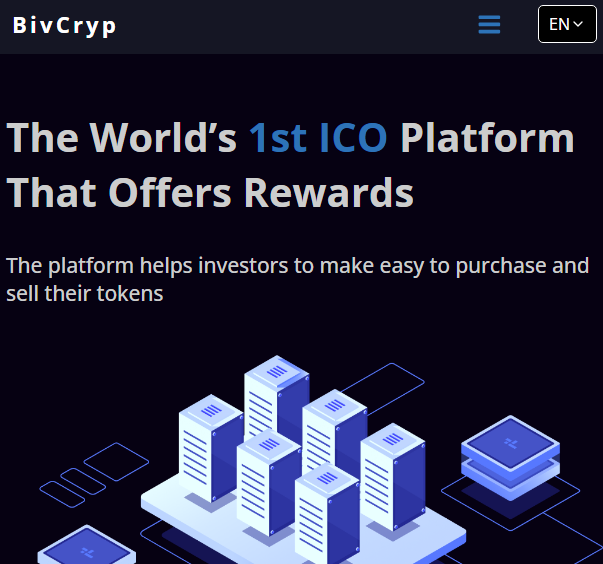 BivCryp
EN
The World’s 1st ICO Platform
That Offers Rewards
The platform helps investors to make easy to purchase and
sell their tokens